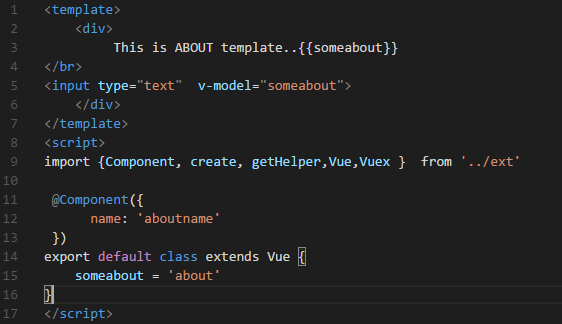 1 <template>
2     <div>
3          This is ABOUT template..{{someabout}}
4 </br>
5 <input type="text"  v-model="someabout">
6     </div>
7 </template>
8 <script>
9 import {Component, create, getHelper,Vue,Vuex }  from '../ext'
10
11  @Component({
12       name: 'aboutname'
13  })
14 export default class extends Vue {
15     someabout = 'about'
16 }
17 </script>